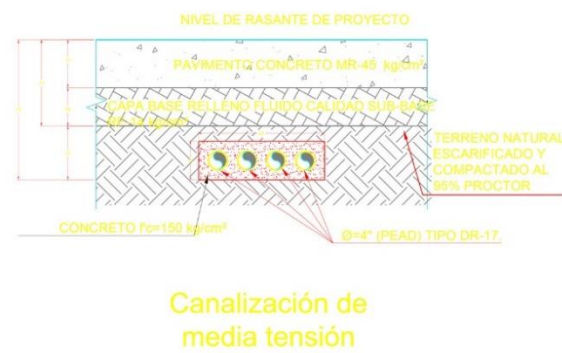 NIVEL DE RASANTE DE PROYECTO
PAVIMENTO CONCRETO MR-45 kg/cm²
CAPA BASE RELLENO FLUIDO CALIDAD SUB-BASE
kg/cm²
TERRENO NATURAL
ESCARIFICADO Y
COMPACTADO AL
95% PROCTOR
CONCRETO f'c=150 kg/cm²
Ø=4" (PEAD) TIPO DR-17.
Canalización de
media tensión